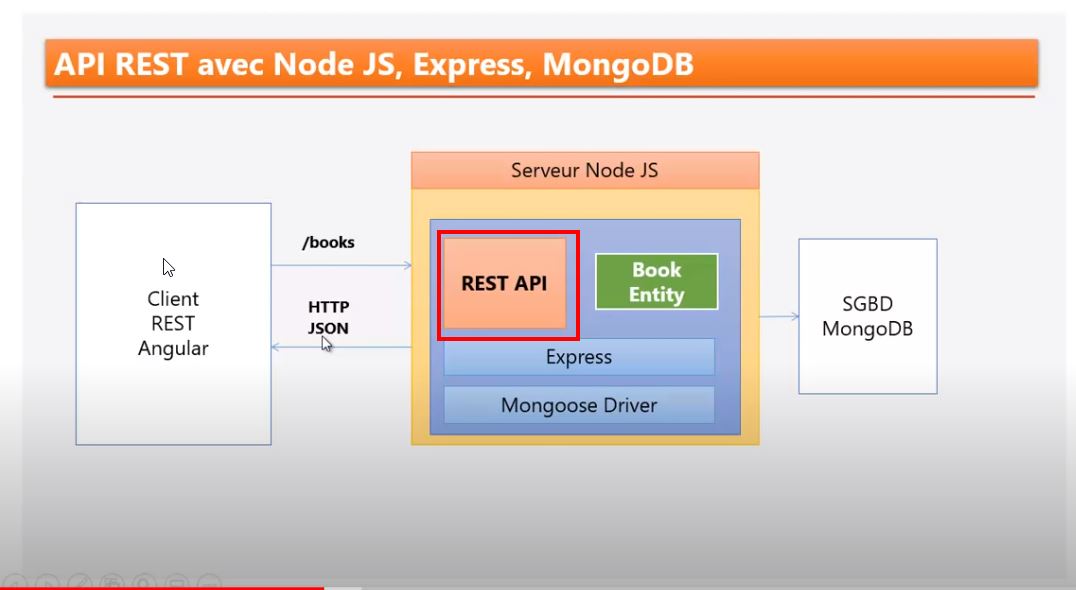 API REST avec Node JS, Express, MongoDB
Serveur Node JS
/books
HTTP
JSON
Client
REST
Angular
REST API
Book
Entity
Express
Mongoose Driver
SGBD
MongoDB